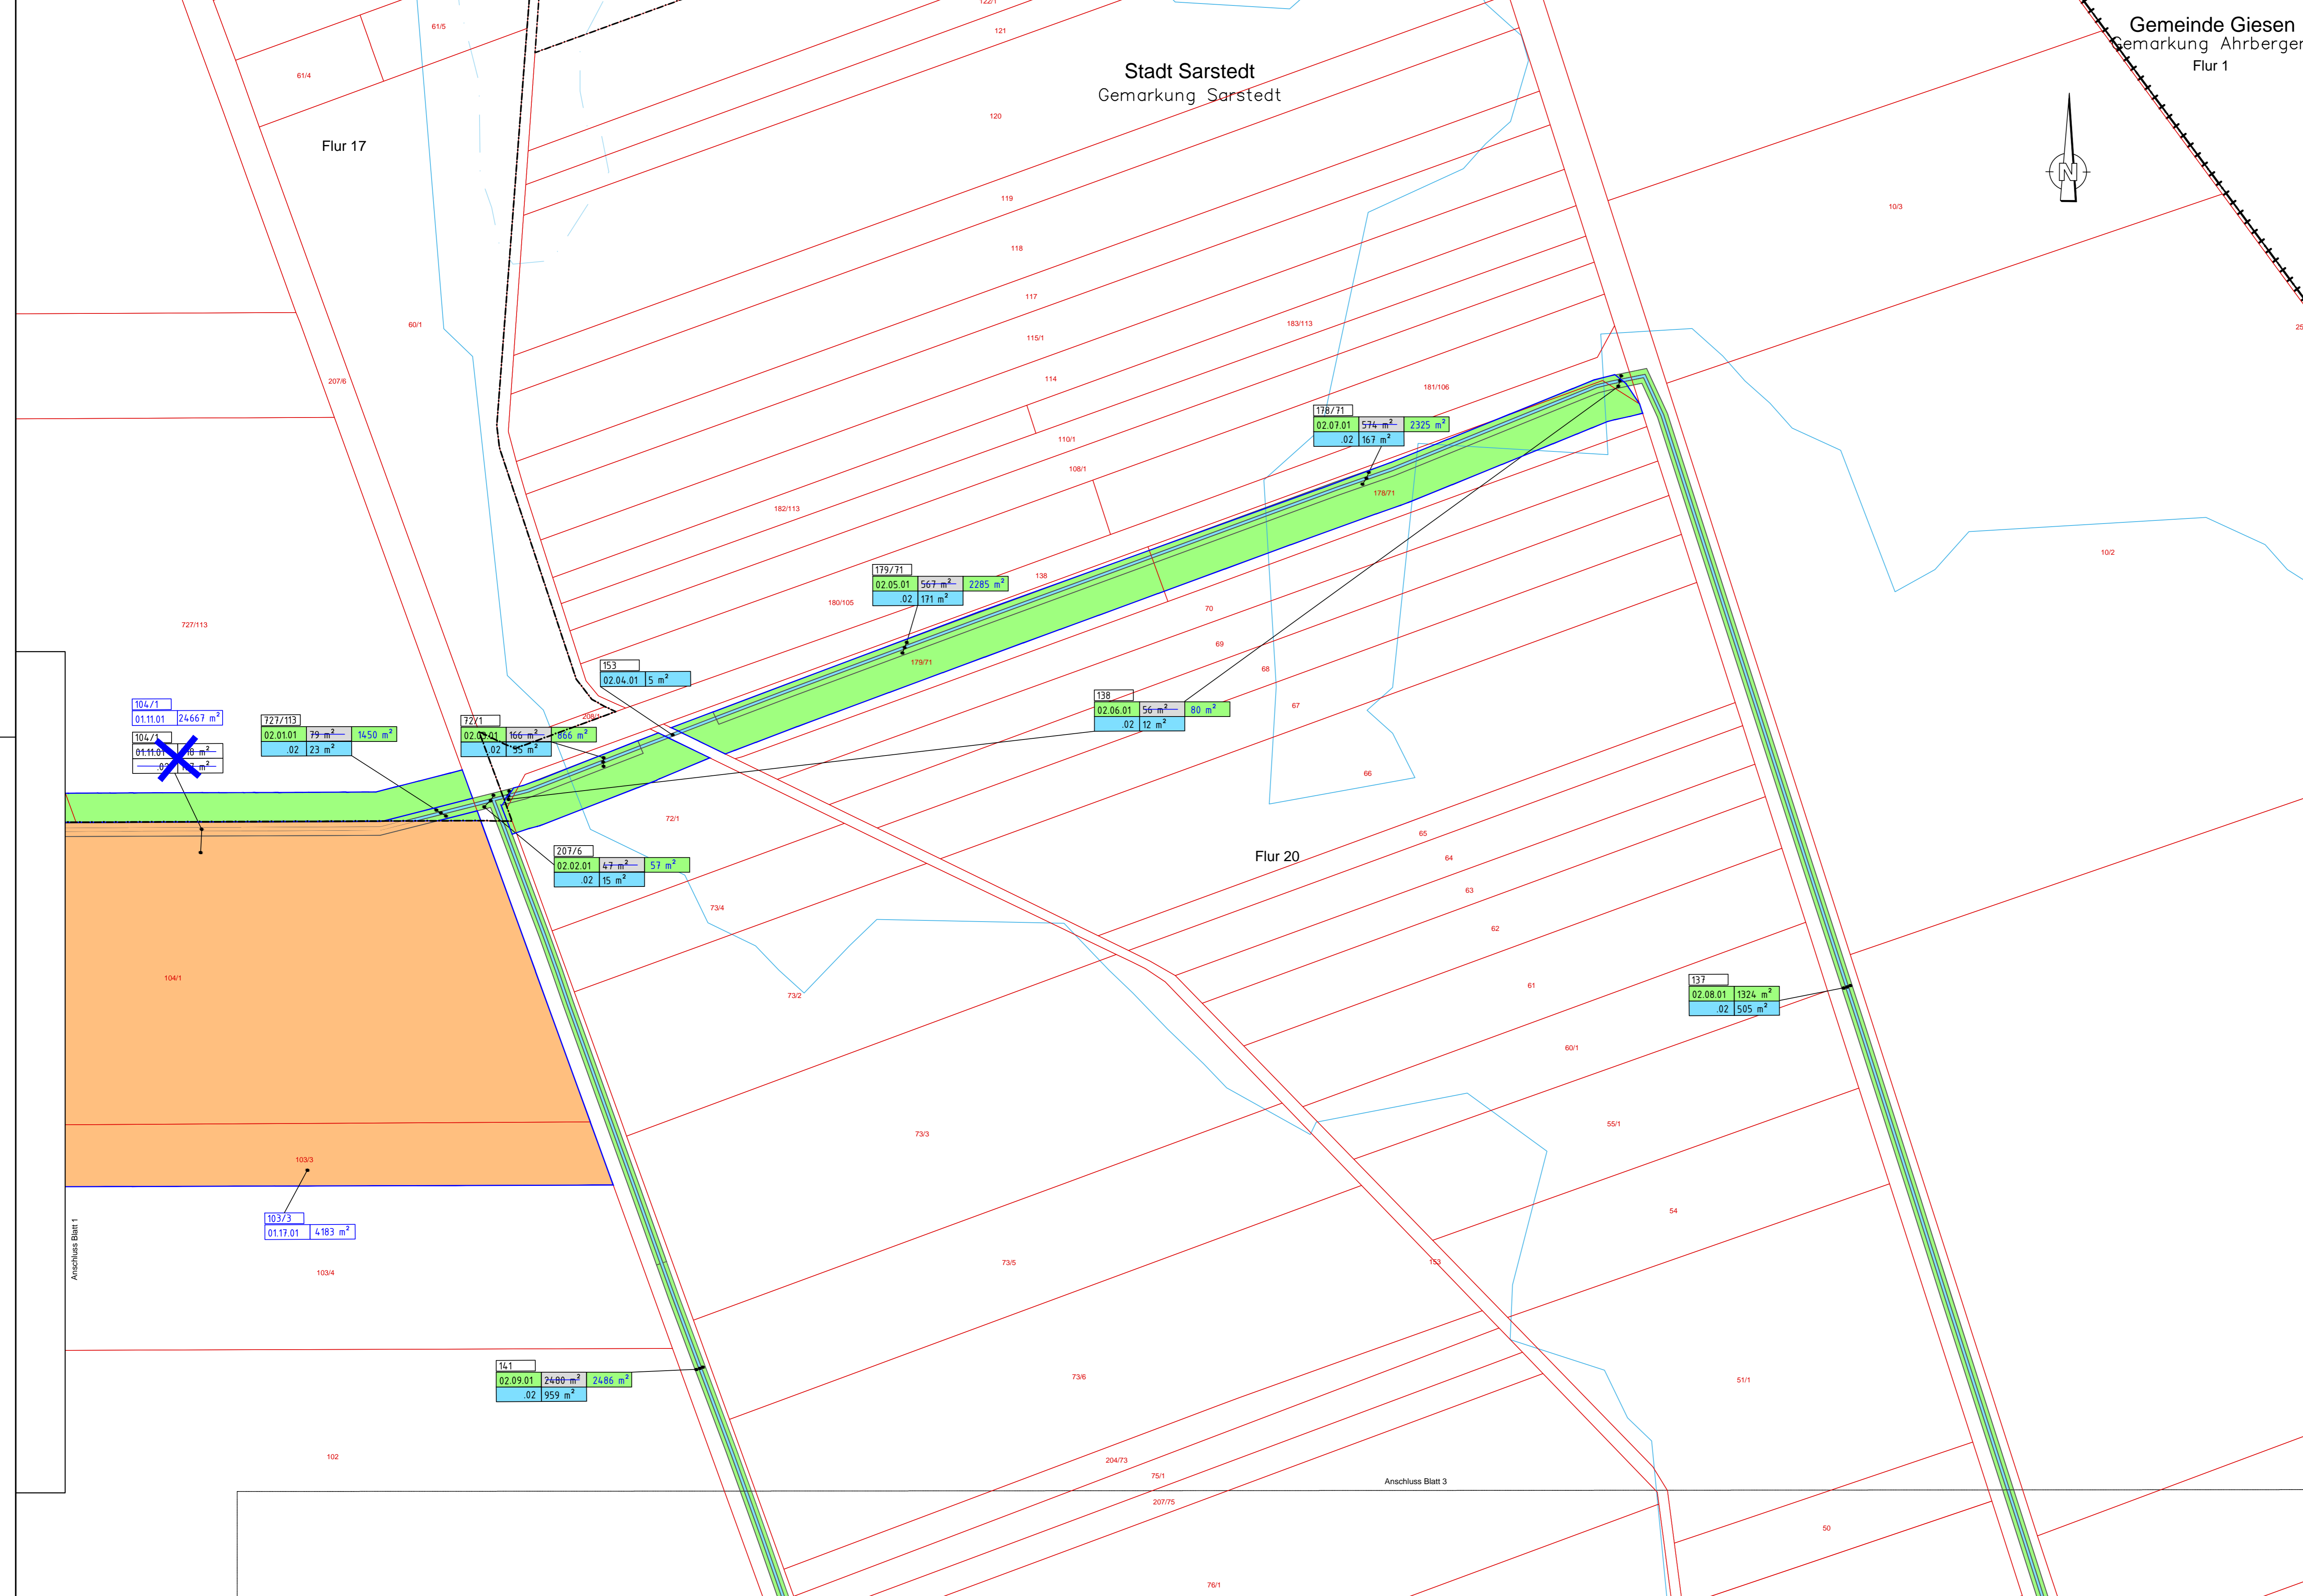 122/1
Gemeinde Giesen
61/5
121
Gemarkung Ahrbergen
Stadt Sarstedt
Flur 1
61/4
Gemarkung Sarstedt
120
Flur 17
119
10/3
118
117
183/113
60/1
115/1
25
207/6
114
181/106
178/71
02.07.01 574 m² 2325 m²
.02 167 m²
110/1
108/1
178/71
182/113
10/2
179/71
02.05.01 567 m² 2285 m²
.02 171 m²
138
180/105
70
727/113
69
179/71
153
02.04.01 5 m²
68
138
02.06.01 56 m² 80 m²
.02 12 m²
67
104/1
01.11.01 24667 m²
727/113
02.01.01 79 m² 1450 m²
.02 23 m²
72/1
166 m² 666 m²
.02 55 m²
104/1
01.11.01
66
72/1
65
207/6
02.02.01 47 m² 57 m²
.02 15 m²
Flur 20
64
63
73/4
62
104/1
137
02.08.01 1324 m²
.02 505 m²
61
73/2
60/1
55/1
73/3
103/3
54
103/3
01.17.01 4183 m²
Anschluss Blatt 1
73/5
153
103/4
141
02.09.01 2480 m² 2486 m²
.02 959 m²
73/6
51/1
102
204/73
75/1
Anschluss Blatt 3
207/75
50
76/1